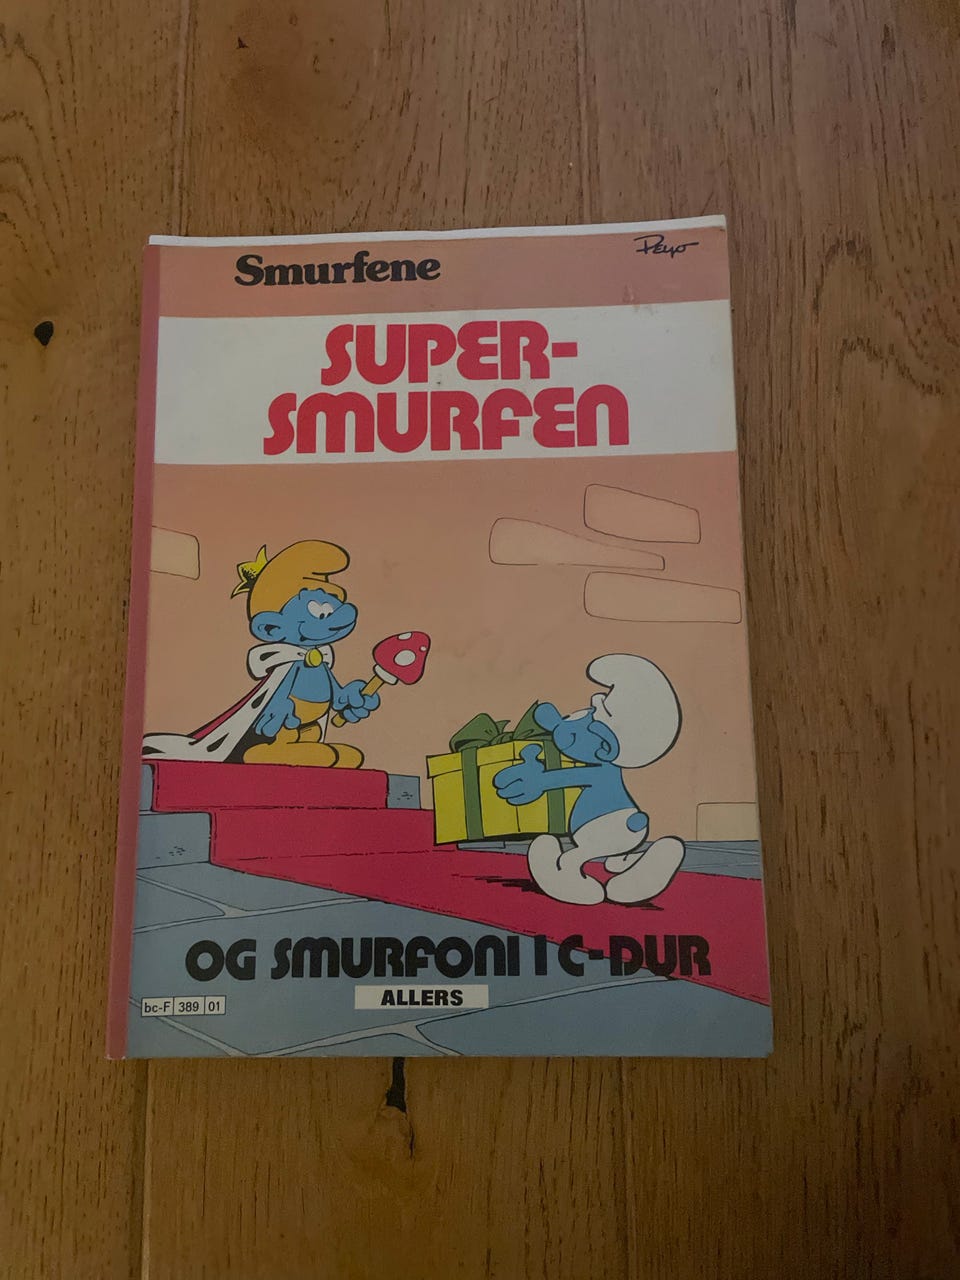 Smurfene
Peyo
SUPER-
SMURFEN
OG SMURFONI I C-DUR
ALLERS
bc-F 389 01